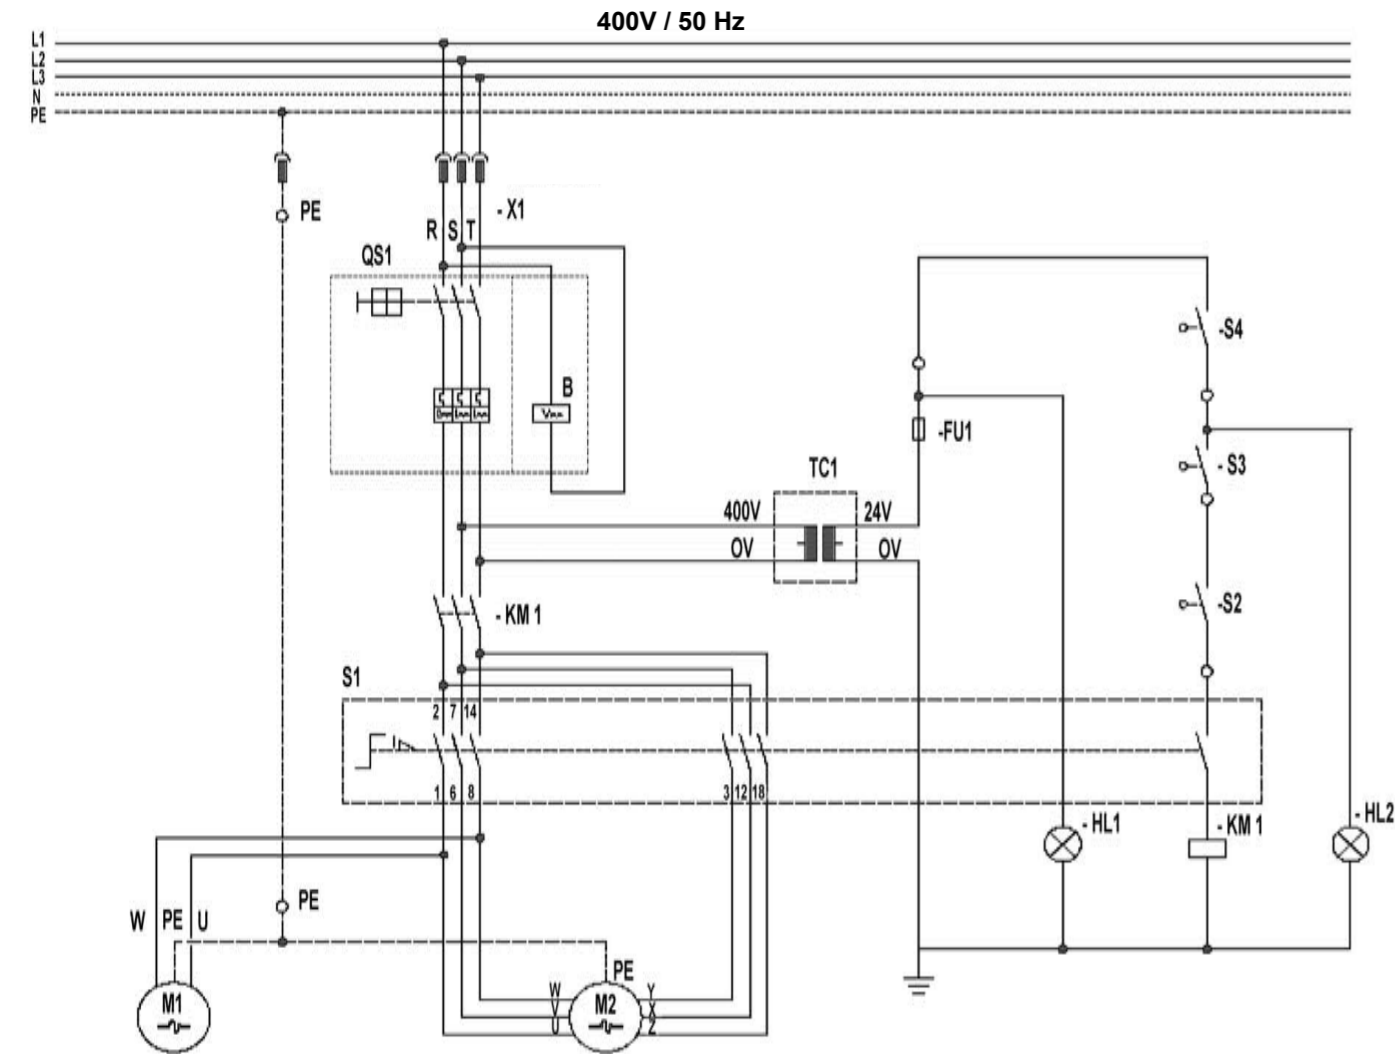 400V / 50 Hz
L1
L2
L3
N
PE
PE
- X1
R S T
QS1
-S4
B
-FU1
- S3
TC1
400V 24V
OV OV
- KM 1
-S2
S1
2 7 14
1 6 8 3 12 18
- HL1
- KM 1
- HL2
PE
W PE U
PE
M1
M2
W Y
V X
U Z